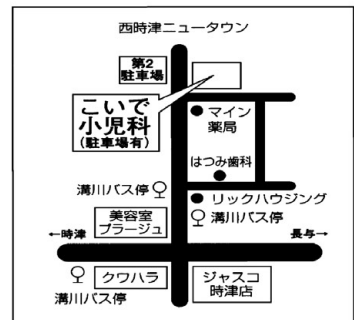 西時津ニュータウン
第2
駐車場
こいで
小児科
(駐車場有)
マイン
薬局
はつみ歯科
溝川バス停
リックハウジング
溝川バス停
美容室
プラージュ
←時津
長与→
クワハラ
溝川バス停
ジャスコ
時津店